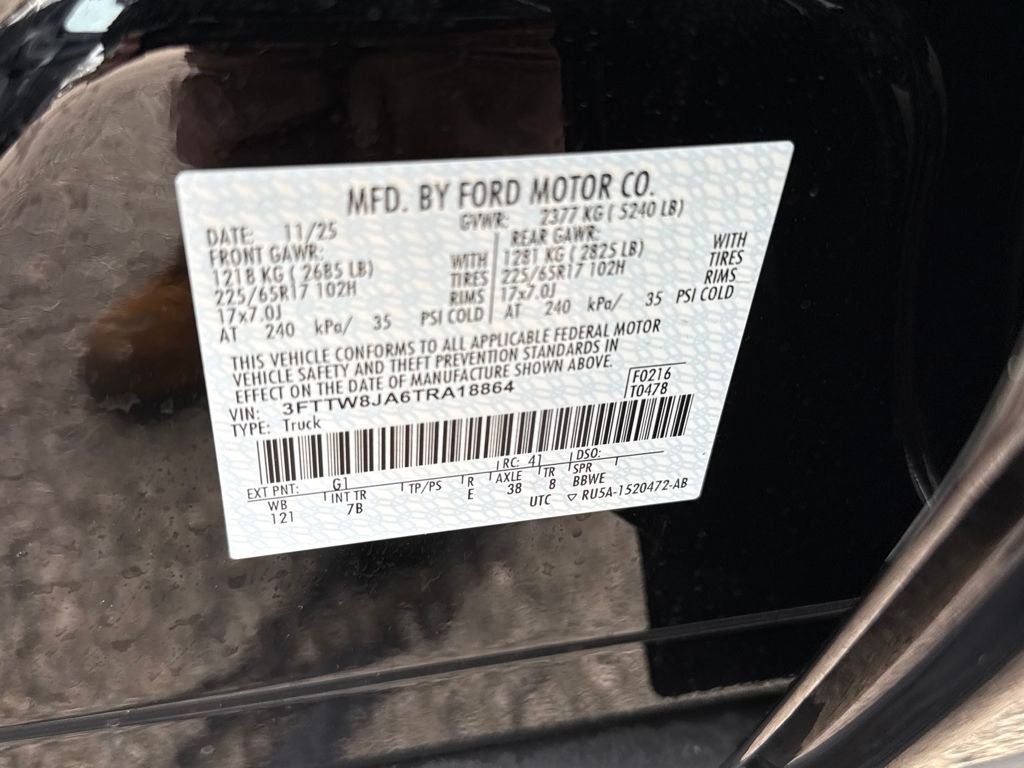 MFD. BY FORD MOTOR CO.
DATE: 11/25 GVWR: 2377 KG ( 5240 LB)
FRONT GAWR: REAR GAWR:
1218 KG ( 2685 LB) WITH 1281 KG ( 2825 LB) WITH
225/65R17 102H TIRES 225/65R17 102H TIRES
17x7.0J RIMS 17x7.0J RIMS
AT 240 kPa/ 35 PSI COLD AT 240 kPa/ 35 PSI COLD
THIS VEHICLE CONFORMS TO ALL APPLICABLE FEDERAL MOTOR
VEHICLE SAFETY AND THEFT PREVENTION STANDARDS IN
EFFECT ON THE DATE OF MANUFACTURE SHOWN ABOVE.
VIN: 3FTTW8JA6TRA18864 F0216
TYPE: Truck T0478
EXT PNT: G1 RC: 41 DSO:
WB INT TR TP/PS R AXLE TR SPR
121 7B E 38 8 BBWE
UTC ▽ RU5A-1520472-AB